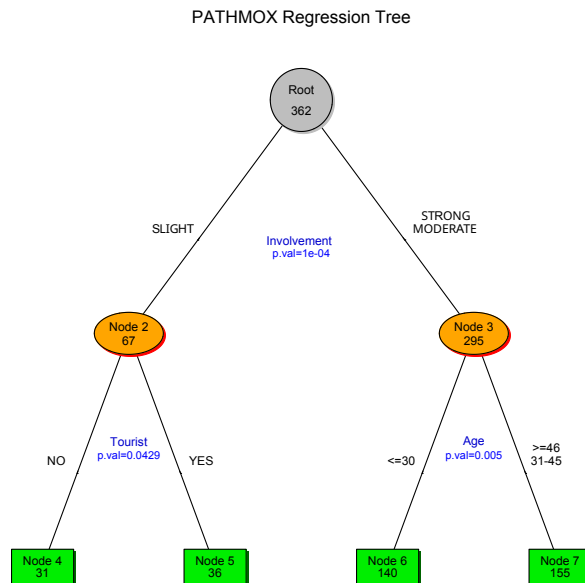 PATHMOX Regression Tree
Root
362
SLIGHT
STRONG
MODERATE
Involvement
p.val=1e-04
Node 2
67
Node 3
295
NO
Tourist
p.val=0.0429
YES
<=30
Age
p.val=0.005
>=46
31-45
Node 4
31
Node 5
36
Node 6
140
Node 7
155